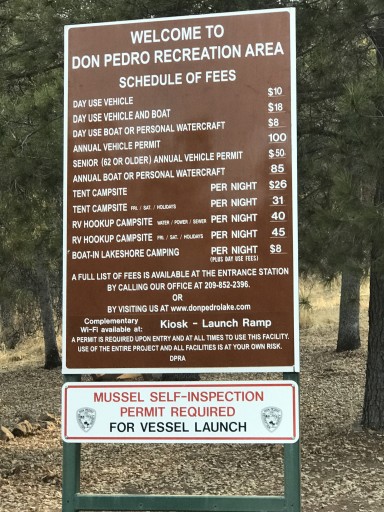 WELCOME TO
DON PEDRO RECREATION AREA
SCHEDULE OF FEES
DAY USE VEHICLE $10
DAY USE VEHICLE AND BOAT $18
DAY USE BOAT OR PERSONAL WATERCRAFT $8
ANNUAL VEHICLE PERMIT 100
SENIOR (62 OR OLDER) ANNUAL VEHICLE PERMIT $50
ANNUAL BOAT OR PERSONAL WATERCRAFT 85
TENT CAMPSITE PER NIGHT $26
TENT CAMPSITE FRI. / SAT. / HOLIDAYS PER NIGHT 31
RV HOOKUP CAMPSITE WATER / POWER / SEWER PER NIGHT 40
RV HOOKUP CAMPSITE FRI. / SAT. / HOLIDAYS PER NIGHT 45
BOAT-IN LAKESHORE CAMPING PER NIGHT $8
(PLUS DAY USE FEES)
A FULL LIST OF FEES IS AVAILABLE AT THE ENTRANCE STATION
BY CALLING OUR OFFICE AT 209-852-2396.
OR
BY VISITING US AT www.donpedrolake.com
Complementary
Wi-Fi available at: Kiosk - Launch Ramp
A PERMIT IS REQUIRED UPON ENTRY AND AT ALL TIMES TO USE THIS FACILITY.
USE OF THE ENTIRE PROJECT AND ALL FACILITIES IS AT YOUR OWN RISK.
DPRA
MUSSEL SELF-INSPECTION
PERMIT REQUIRED
FOR VESSEL LAUNCH